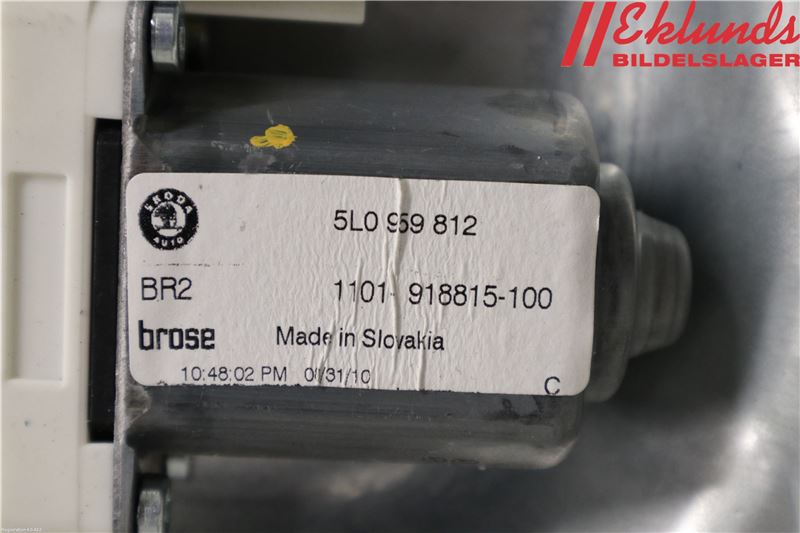 Eklunds
BILDELSLAGER
ŠKODA
AUTO
5L0 959 812
BR2
1101- 918815-100
brose
Made in Slovakia
10:48:02 PM
C